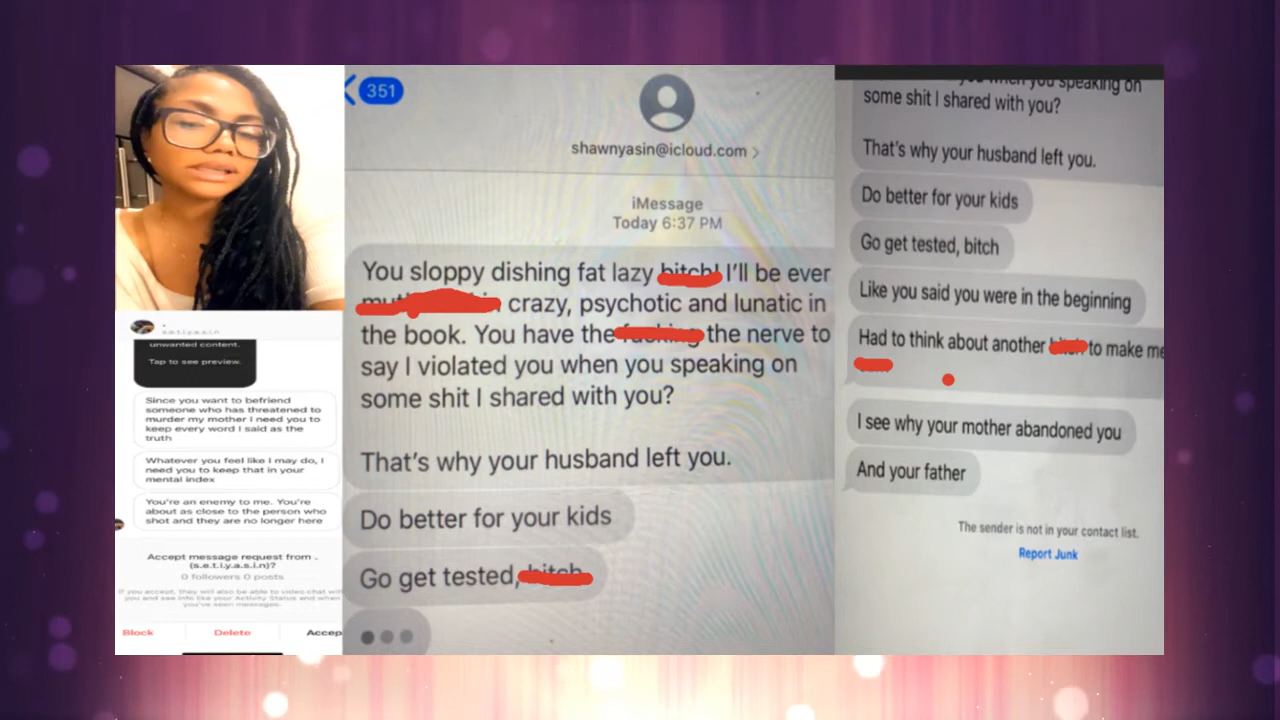 s.e.t.i.y.a.s.i.n
unwanted content.
Tap to see preview.
Since you want to befriend
someone who has threatened to
murder my mother I need you to
keep every word I said as the
truth
Whatever you feel like I may do, I
need you to keep that in your
mental index
You're an enemy to me. You're
about as close to the person who
shot and they are no longer here
Accept message request from .
(s.e.t.i.y.a.s.i.n)?
0 followers 0 posts
If you accept, they will also be able to video chat wit
you and see info like your Activity Status and when
you've seen messages.
Block
Delete
Accep
351
shawnyasin@icloud.com >
iMessage
Today 6:37 PM
You sloppy dishing fat lazy bitch! I'll be ever
crazy, psychotic and lunatic in
the book. You have the fucking the nerve to
say I violated you when you speaking on
some shit I shared with you?
That's why your husband left you.
Do better for your kids
Go get tested, bitch
you when you speaking on
some shit I shared with you?
That's why your husband left you.
Do better for your kids
Go get tested, bitch
Like you said you were in the beginning
Had to think about another bitch to make me
I see why your mother abandoned you
And your father
The sender is not in your contact list.
Report Junk